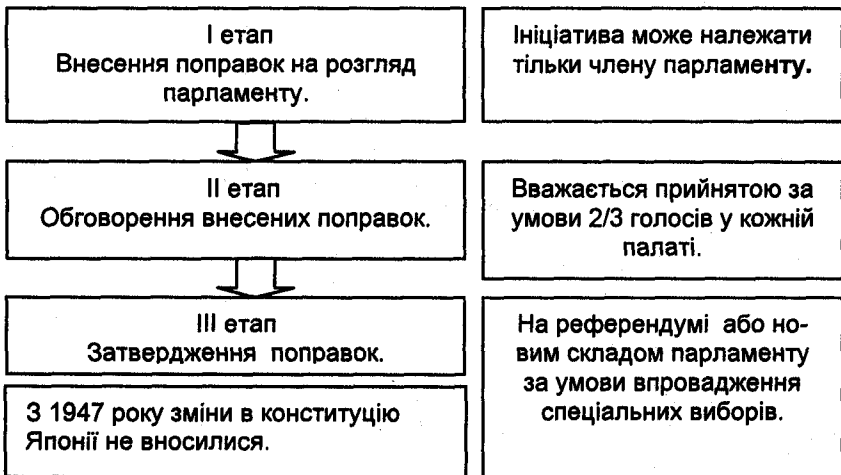 І етап
Внесення поправок на розгляд
парламенту.
Ініціатива може належати
тільки члену парламенту.
ІІ етап
Обговорення внесених поправок.
Вважається прийнятою за
умови 2/3 голосів у кожній
палаті.
ІІІ етап
Затвердження поправок.
На референдумі або но-
вим складом парламенту
за умови впровадження
спеціальних виборів.
З 1947 року зміни в конституцію
Японії не вносилися.